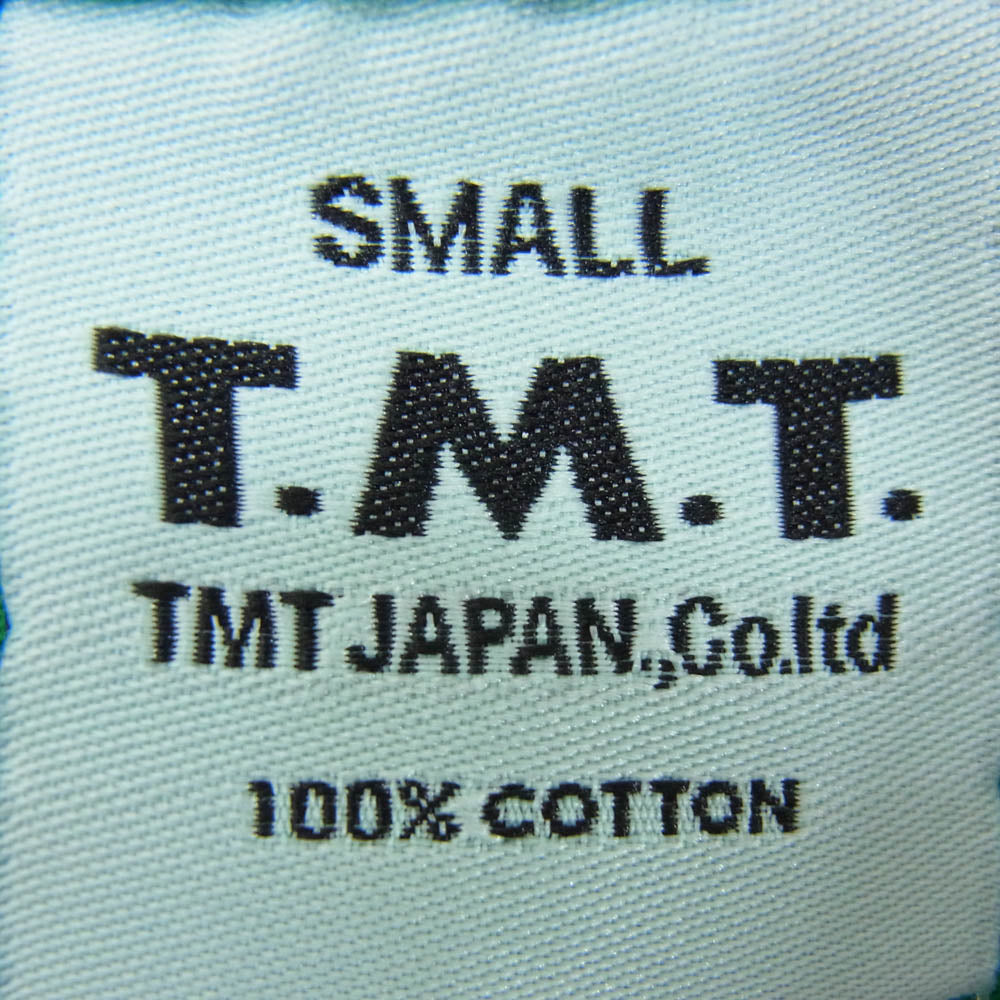 SMALL
T.M.T.
TMT JAPAN.,Co.ltd
100% COTTON